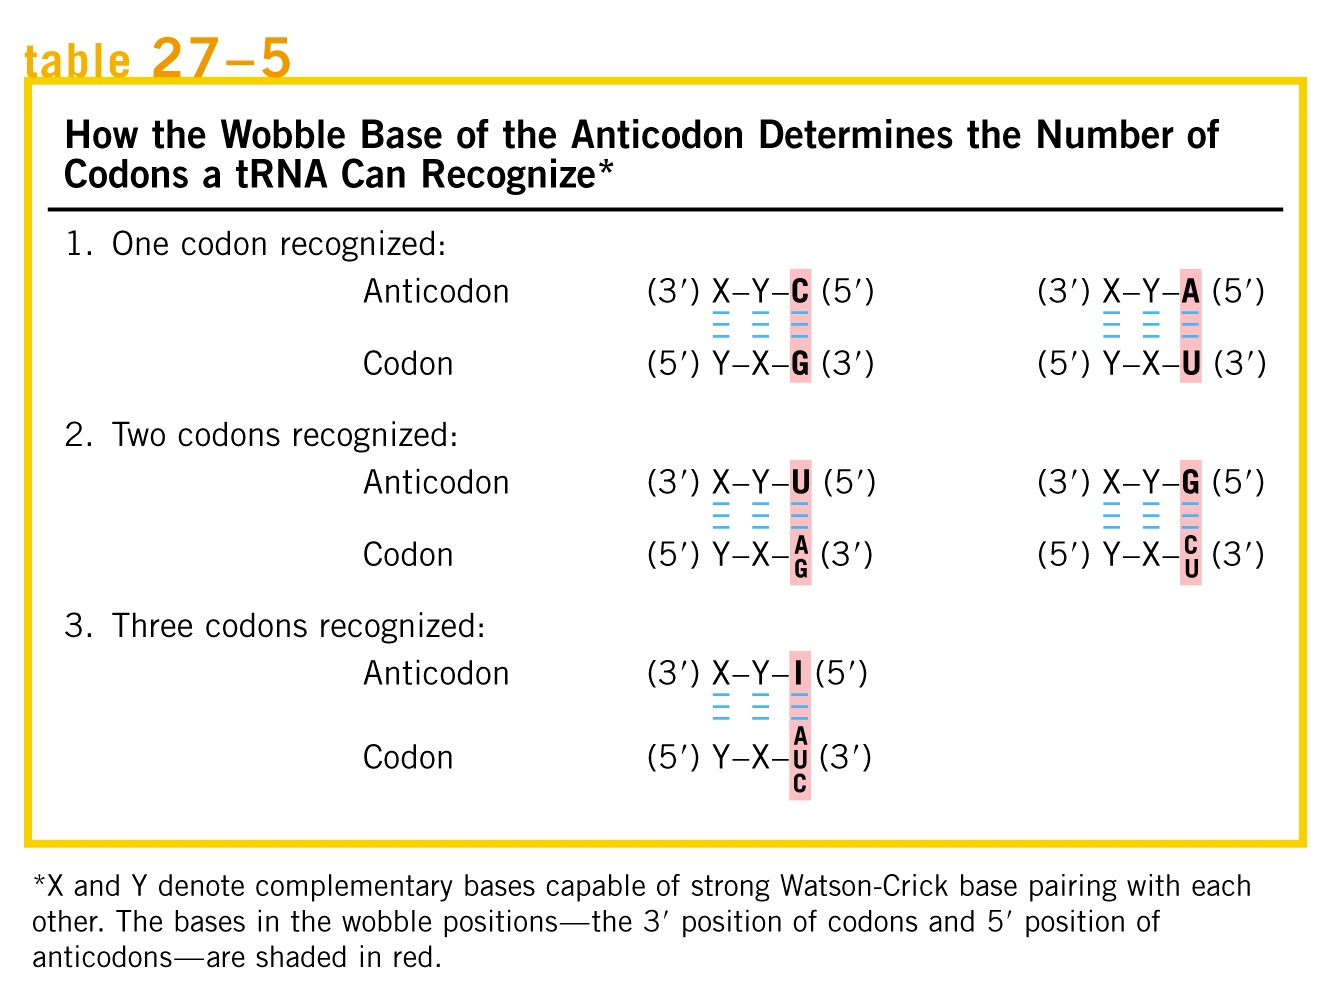 table 27–5
How the Wobble Base of the Anticodon Determines the Number of
Codons a tRNA Can Recognize*
1. One codon recognized:
Anticodon (3′) X–Y–C (5′) (3′) X–Y–A (5′)
Codon (5′) Y–X–G (3′) (5′) Y–X–U (3′)
2. Two codons recognized:
Anticodon (3′) X–Y–U (5′) (3′) X–Y–G (5′)
A C
Codon (5′) Y–X– (3′) (5′) Y–X– (3′)
G U
3. Three codons recognized:
Anticodon (3′) X–Y–I (5′)
A
Codon (5′) Y–X–U (3′)
C
*X and Y denote complementary bases capable of strong Watson-Crick base pairing with each
other. The bases in the wobble positions—the 3′ position of codons and 5′ position of
anticodons—are shaded in red.